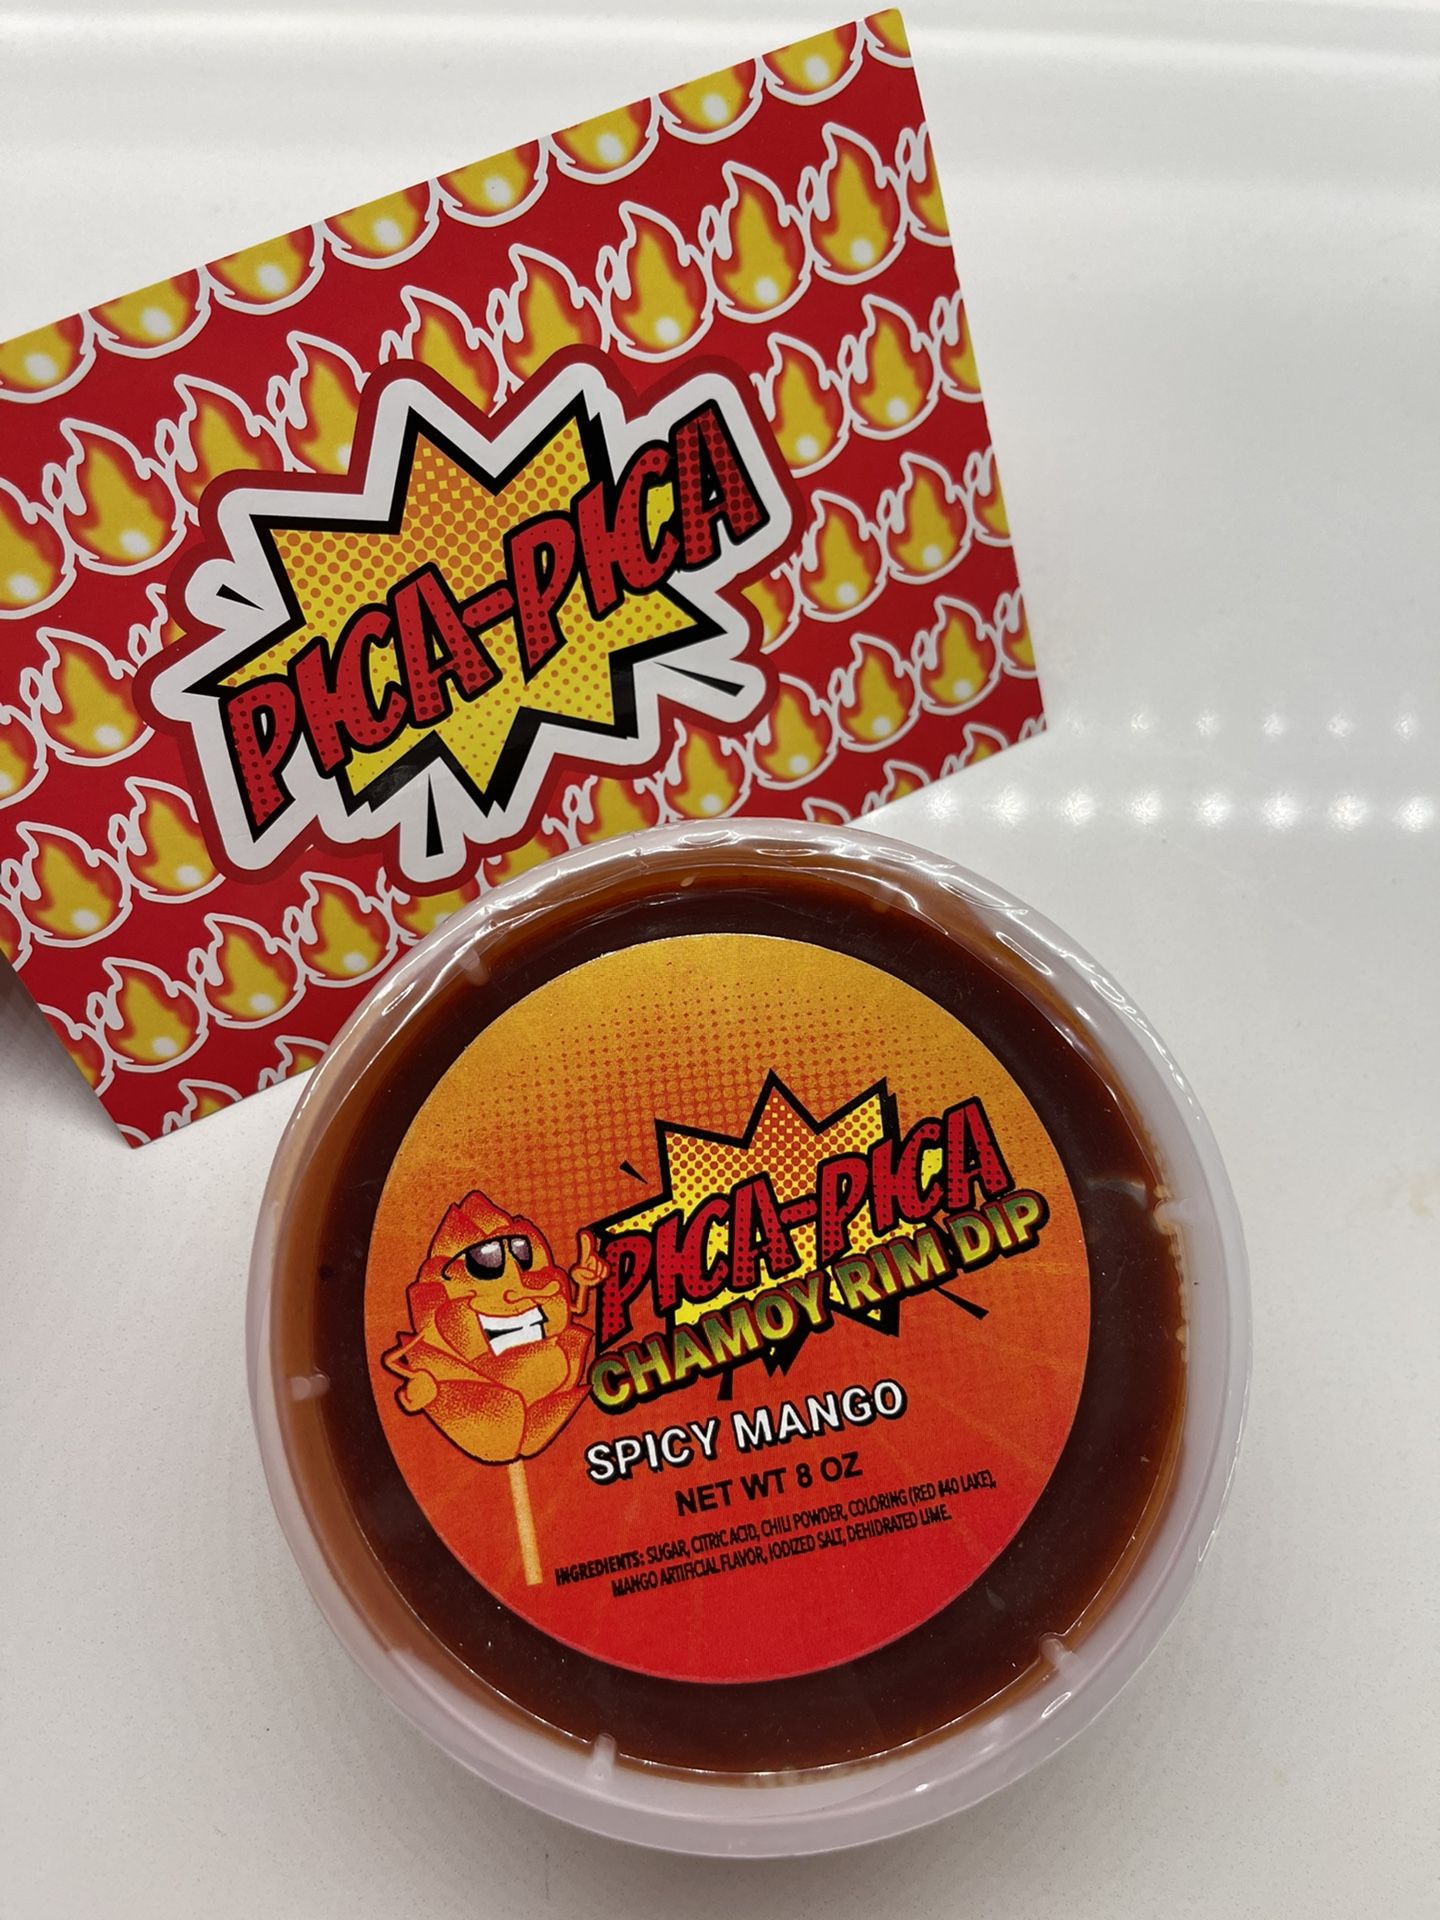 PICA-PICA
PICA-PICA
CHAMOY RIM DIP
SPICY MANGO
NET WT 8 OZ
INGREDIENTS: SUGAR, CITRIC ACID, CHILI POWDER, COLORING (RED #40 LAKE),
MANGO ARTIFICIAL FLAVOR, IODIZED SALT, DEHIDRATED LIME.